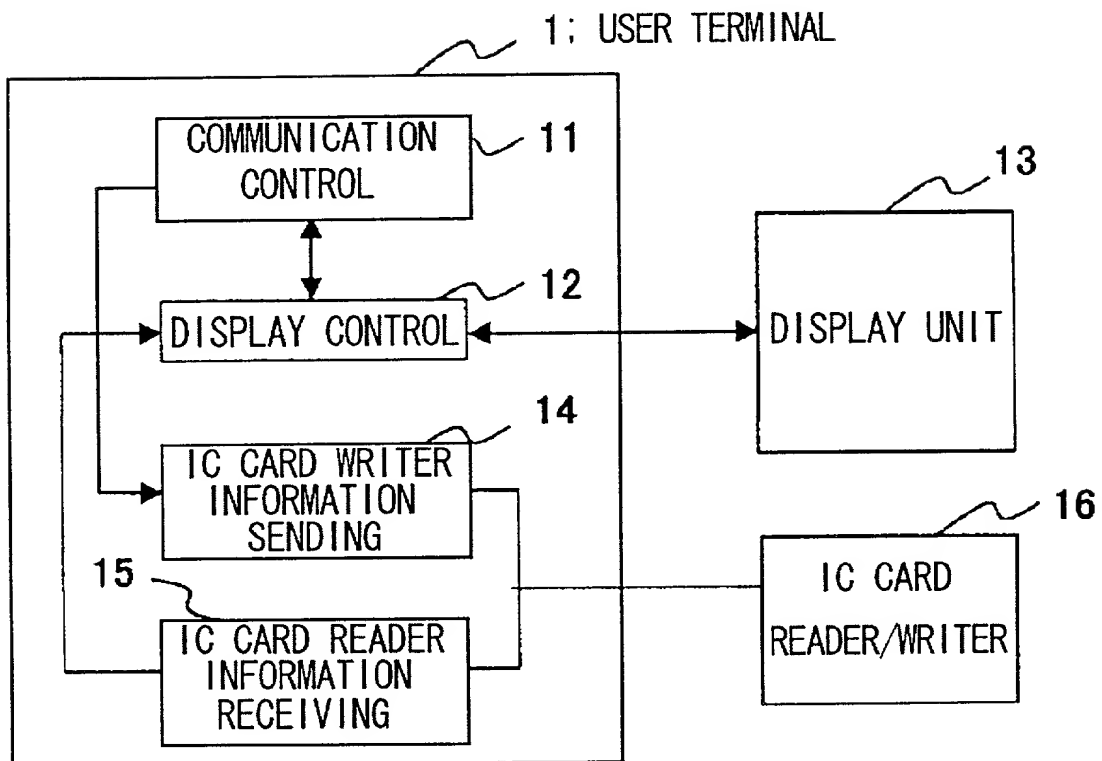 1; USER TERMINAL
COMMUNICATION
CONTROL
11
13
12
DISPLAY CONTROL
DISPLAY UNIT
14
IC CARD WRITER
INFORMATION
SENDING
16
IC CARD
READER/WRITER
15
IC CARD READER
INFORMATION
RECEIVING